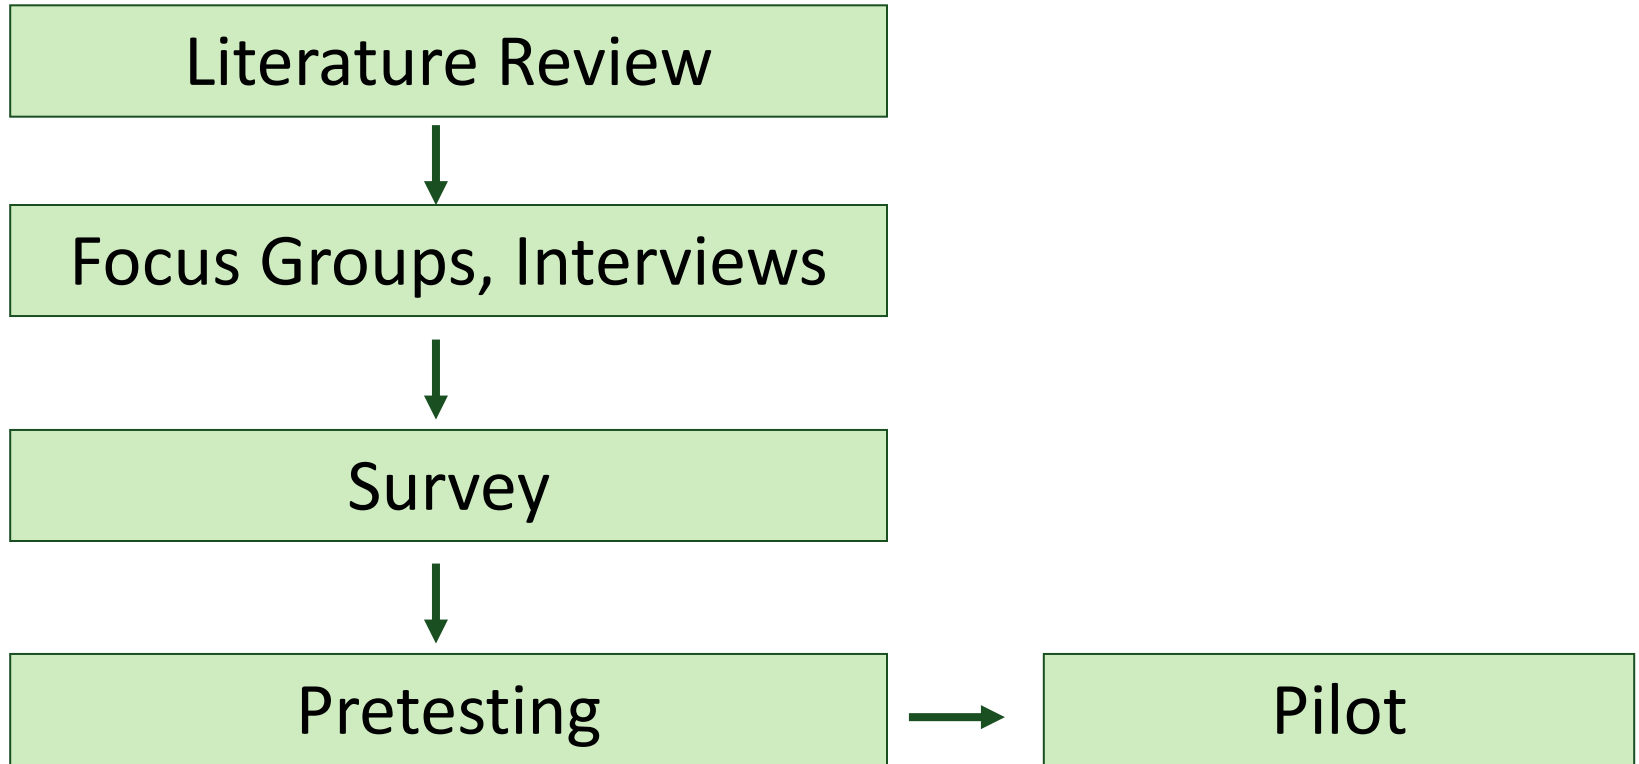 Literature Review
Focus Groups, Interviews
Survey
Pretesting
Pilot